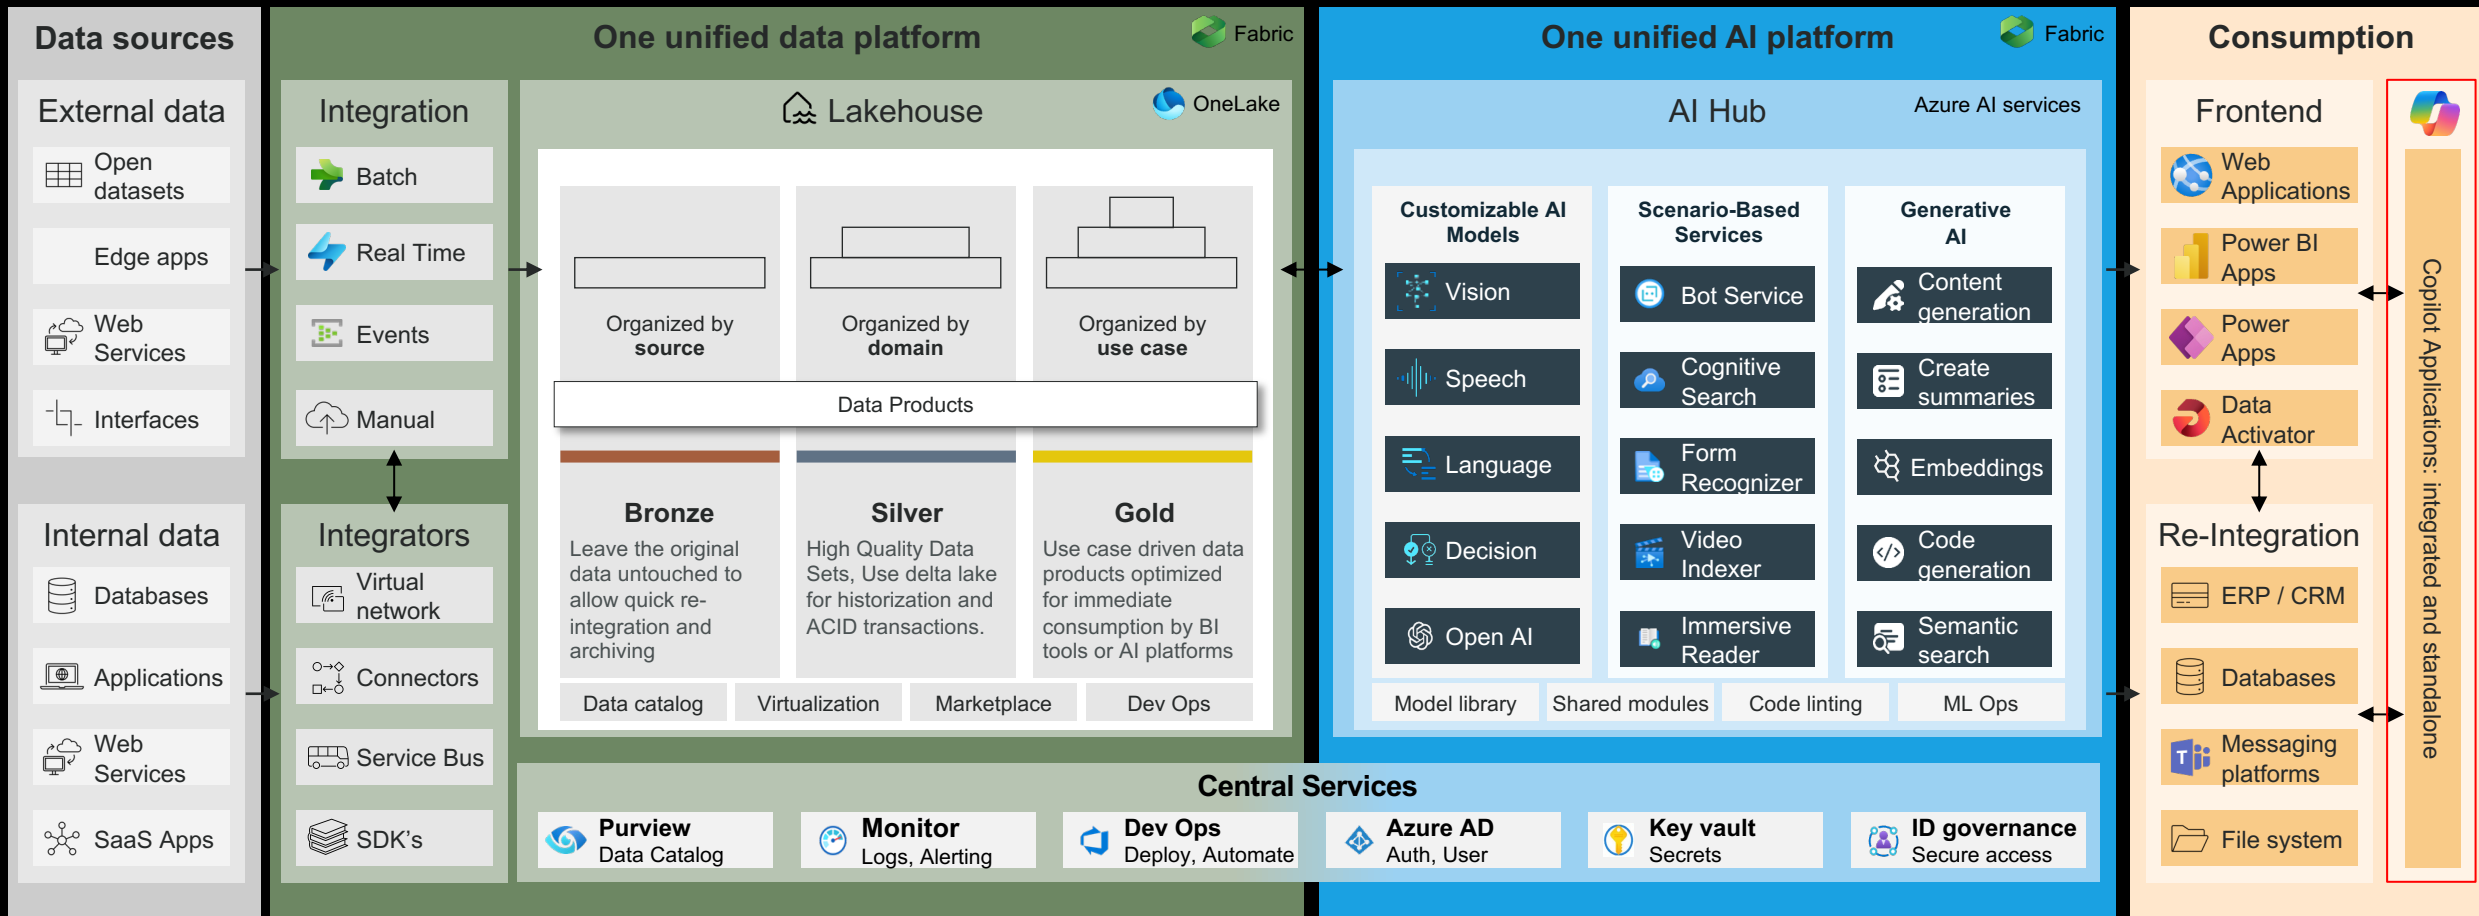 Data sources
External data
Open
datasets
Edge apps
Web
Services
Interfaces
Internal data
Databases
Applications
Web
Services
SaaS Apps
One unified data platform
Fabric
Integration
Batch
Real Time
Events
Manual
Integrators
Virtual
network
Connectors
Service Bus
SDK's
Lakehouse
OneLake
Organized by
source
Organized by
domain
Organized by
use case
Data Products
Bronze
Leave the original
data untouched to
allow quick re-
integration and
archiving
Silver
High Quality Data
Sets, Use delta lake
for historization and
ACID transactions.
Gold
Use case driven data
products optimized
for immediate
consumption by BI
tools or AI platforms
Data catalog
Virtualization
Marketplace
Dev Ops
One unified AI platform
Fabric
AI Hub
Azure AI services
Customizable AI
Models
Vision
Speech
Language
Decision
Open AI
Scenario-Based
Services
Bot Service
Cognitive
Search
Form
Recognizer
Video
Indexer
Immersive
Reader
Generative
AI
Content
generation
Create
summaries
Embeddings
Code
generation
Semantic
search
Model library
Shared modules
Code linting
ML Ops
Central Services
Purview
Data Catalog
Monitor
Logs, Alerting
Dev Ops
Deploy, Automate
Azure AD
Auth, User
Key vault
Secrets
ID governance
Secure access
Consumption
Frontend
Web
Applications
Power BI
Apps
Power
Apps
Data
Activator
Re-Integration
ERP / CRM
Databases
T
Messaging
platforms
File system
Copilot Applications: integrated and standalone